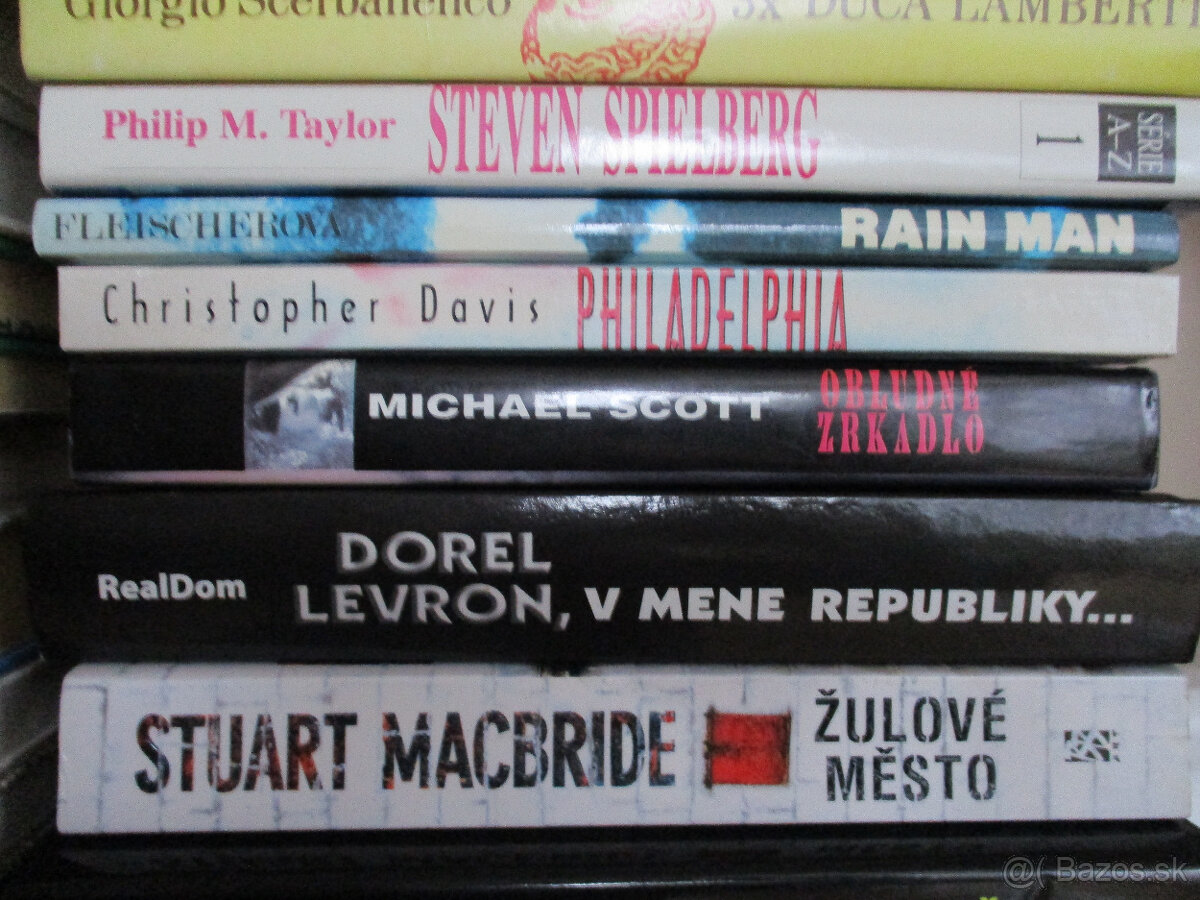 Giorgio Scerbanenco 3x DUCA LAMBERTI
Philip M. Taylor STEVEN SPIELBERG 1 SÉRIE A-Z
FLEISCHEROVÁ RAIN MAN
Christopher Davis PHILADELPHIA
MICHAEL SCOTT OBLUDNÉ
ZRKADLO
RealDom DOREL
LEVRON, V MENE REPUBLIKY...
STUART MACBRIDE ŽULOVÉ
MĚSTO
@( Bazos.sk